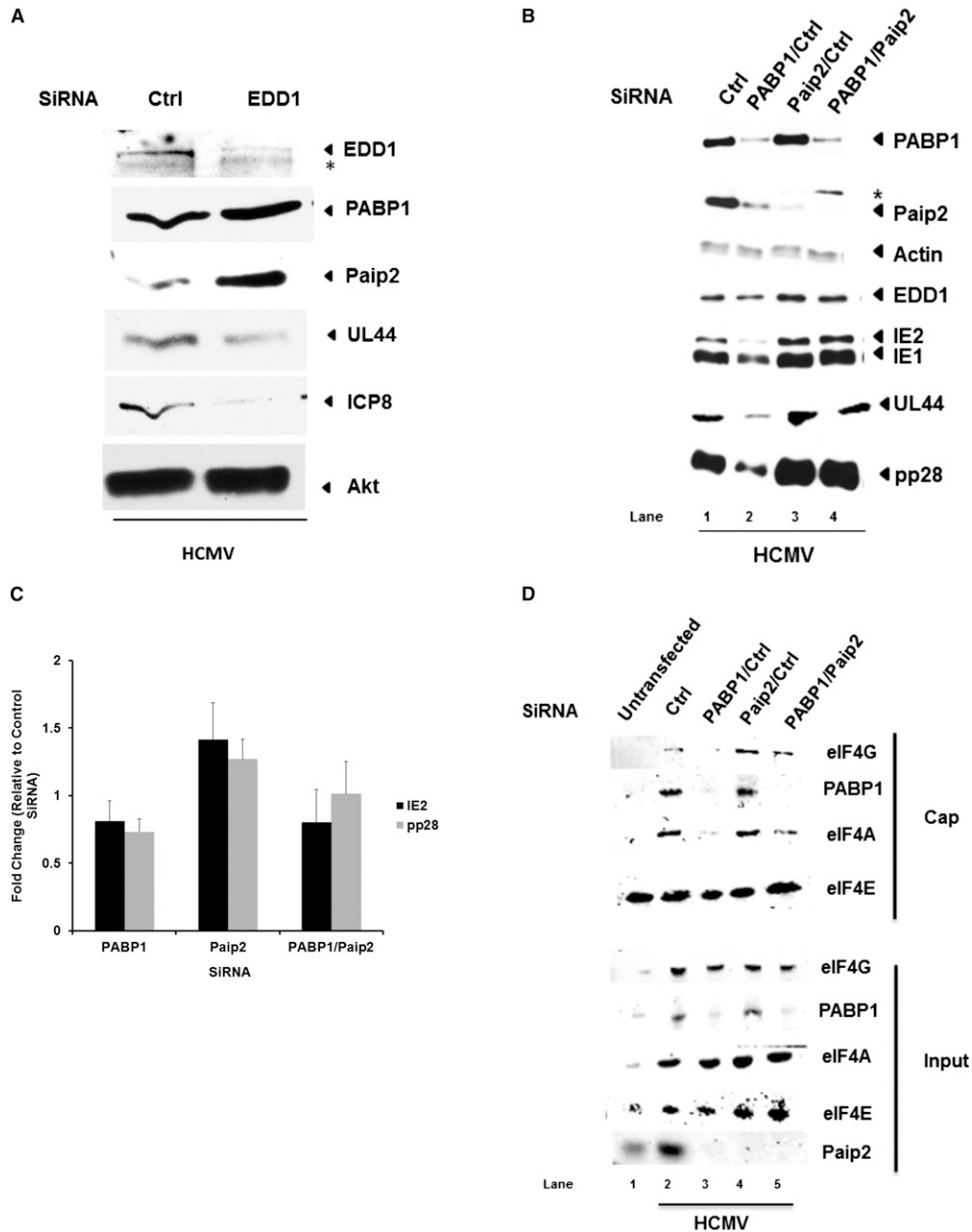 A
SiRNA Ctrl EDD1
EDD1
*
PABP1
Paip2
UL44
ICP8
Akt
HCMV
B
SiRNA Ctrl PABP1/Ctrl Paip2/Ctrl PABP1/Paip2
PABP1
*
Paip2
Actin
EDD1
IE2
IE1
UL44
pp28
Lane 1 2 3 4
HCMV
C
Fold Change (Relative to Control
SiRNA)
2
1.5
1
0.5
0
PABP1 Paip2 PABP1/Paip2
SiRNA
IE2
pp28
D
SiRNA Untransfected Ctrl PABP1/Ctrl Paip2/Ctrl PABP1/Paip2
eIF4G
PABP1
eIF4A
eIF4E
Cap
eIF4G
PABP1
eIF4A
eIF4E
Paip2
Input
Lane 1 2 3 4 5
HCMV